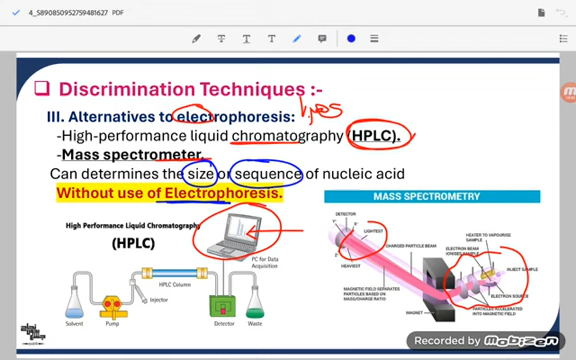 4_5890850952759481627
❑ Discrimination Techniques :-
III. Alternatives to electrophoresis:
-High-performance liquid chromatography (HPLC).
-Mass spectrometer.
Can determines the size or sequence of nucleic acid
Without use of Electrophoresis.
High Performance Liquid Chromatography
(HPLC)
PC for Data
Acquisition
HPLC Column
Injector
Solvent
Pump
Detector
Waste
MASS SPECTROMETRY
DETECTOR
LIGHTEST
HEAVIEST
CHARGED PARTICLE BEAM
HEATER TO VAPOURISE
SAMPLE
ELECTRON BEAM
IONISES SAMPLE
INJECT SAMPLE
ELECTRON SOURCE
PARTICLES ACCELERATED
INTO MAGNETIC FIELD
MAGNETIC FIELD SEPARATES
PARTICLES BASED ON
MASS/CHARGE RATIO
MAGNET
Recorded by Mobizen